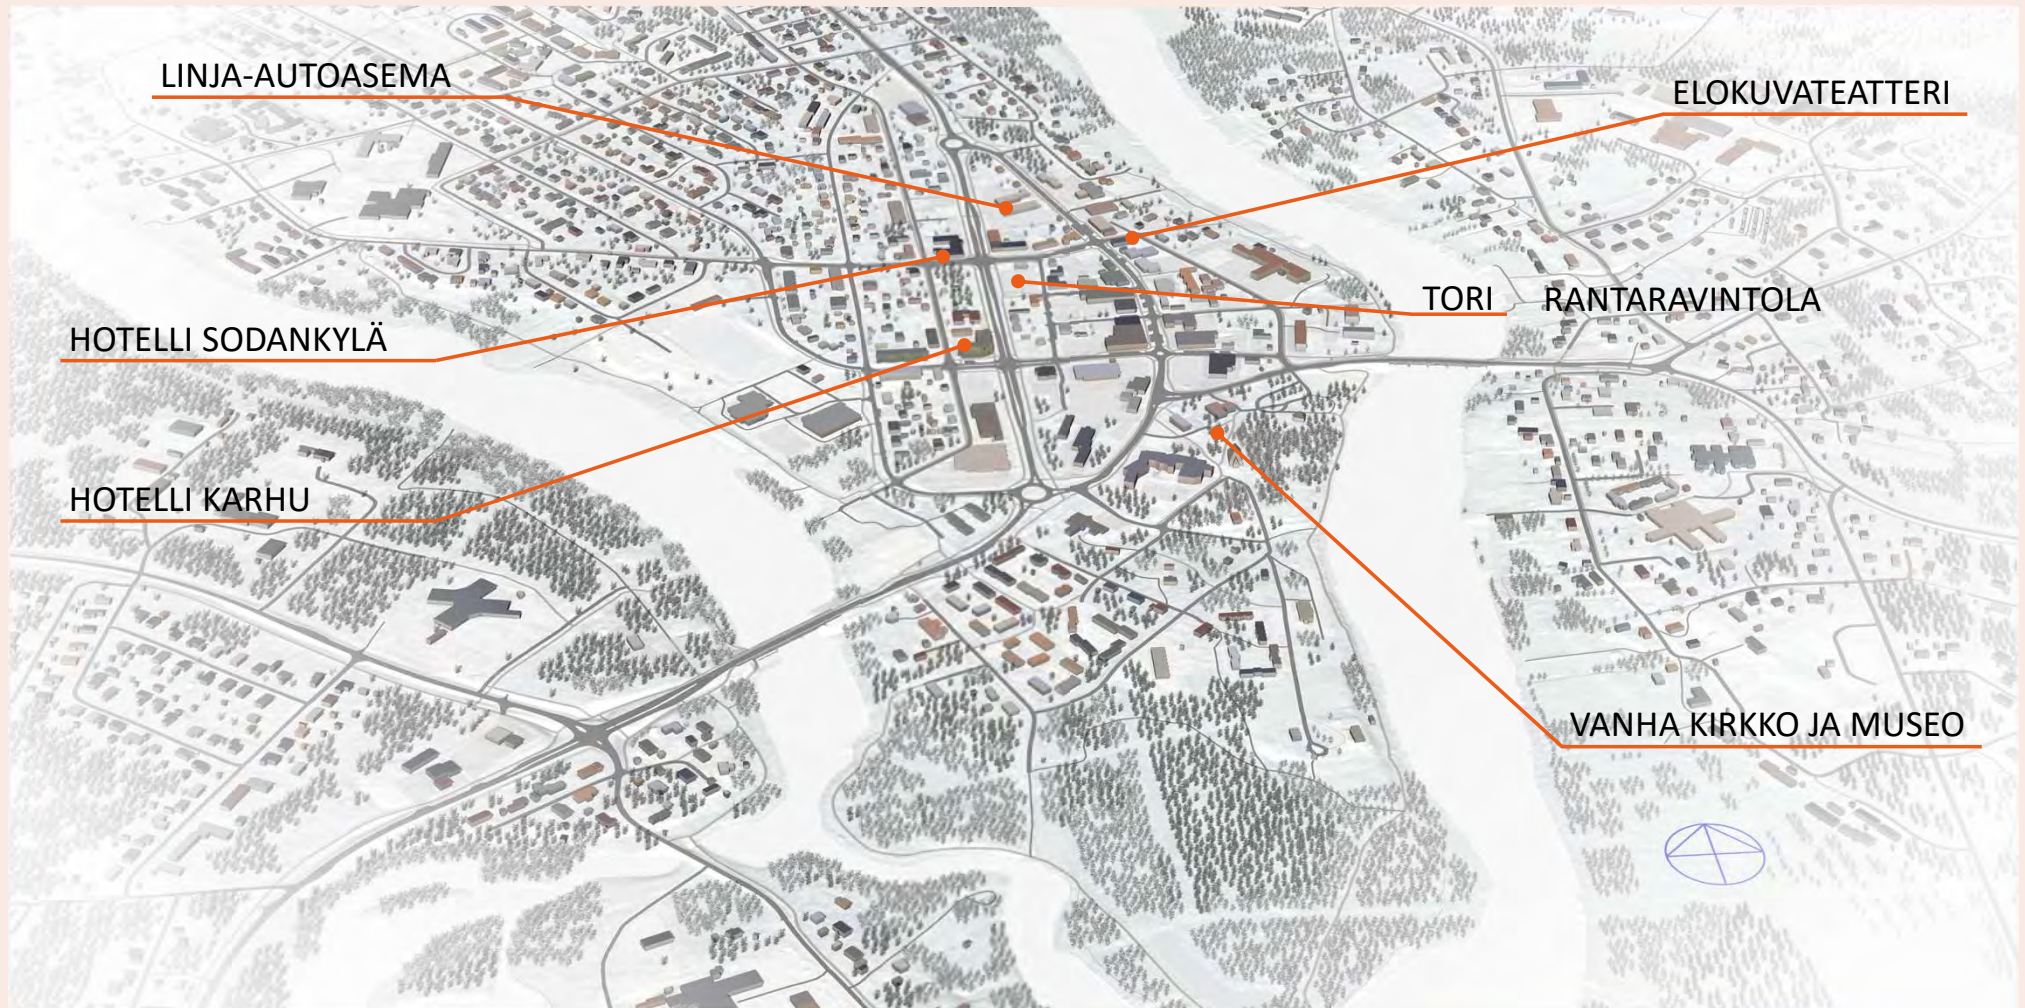 LINJA-AUTOASEMA
ELOKUVATEATTERI
TORI
RANTARAVINTOLA
HOTELLI SODANKYLÄ
HOTELLI KARHU
VANHA KIRKKO JA MUSEO